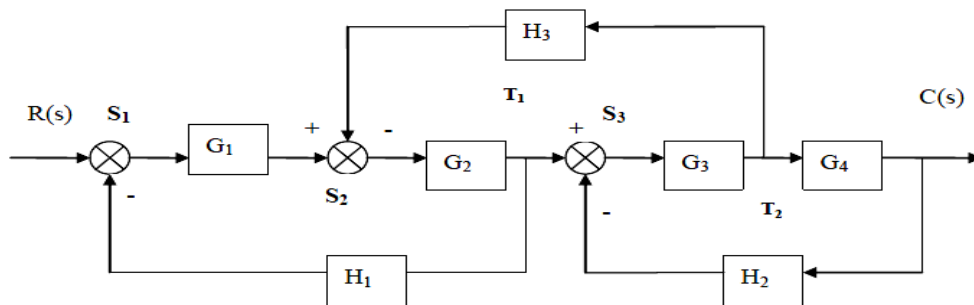 H₃
R(s)
S₁
T₁
S₃
C(s)
G₁
+
-
+
G₂
G₃
G₄
-
S₂
-
T₂
H₁
H₂